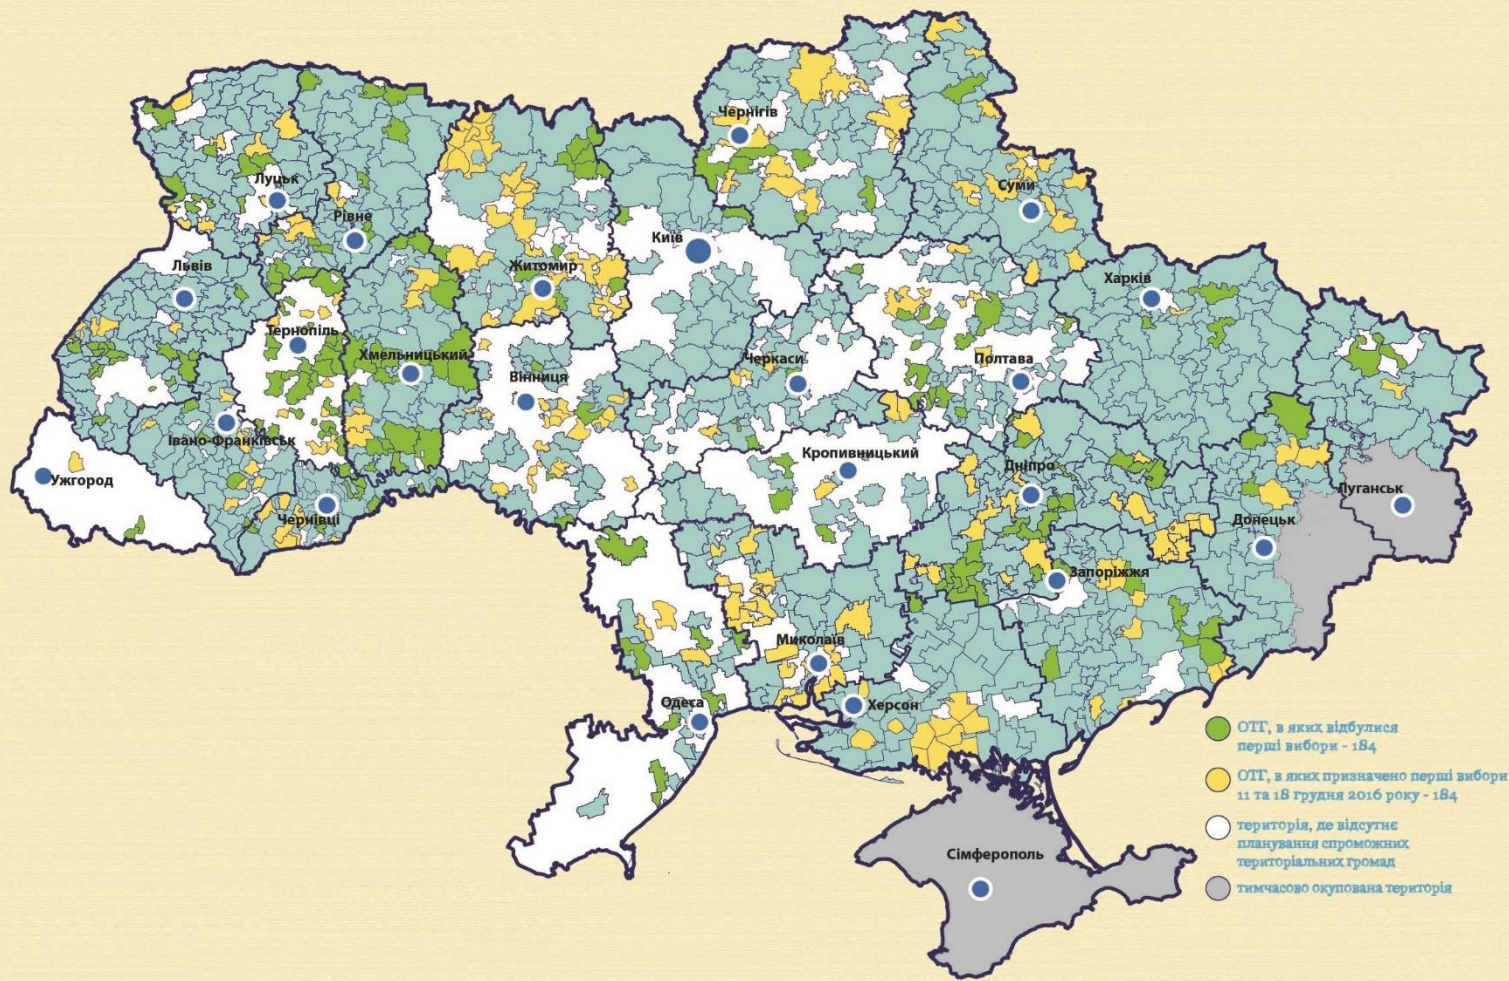 Чернігів
Суми
Луцьк
Рівне
Київ
Житомир
Львів
Харків
Тернопіль
Хмельницький
Черкаси
Полтава
Вінниця
Івано-Франківськ
Кропивницький
Дніпро
Ужгород
Луганськ
Чернівці
Донецьк
Запоріжжя
Миколаїв
Одеса
Херсон
ОТГ, в яких відбулися
перші вибори - 184
ОТГ, в яких призначено перші вибори
11 та 18 грудня 2016 року - 184
територія, де відсутнє
планування спроможних
територіальних громад
тимчасово окупована територія
Сімферополь